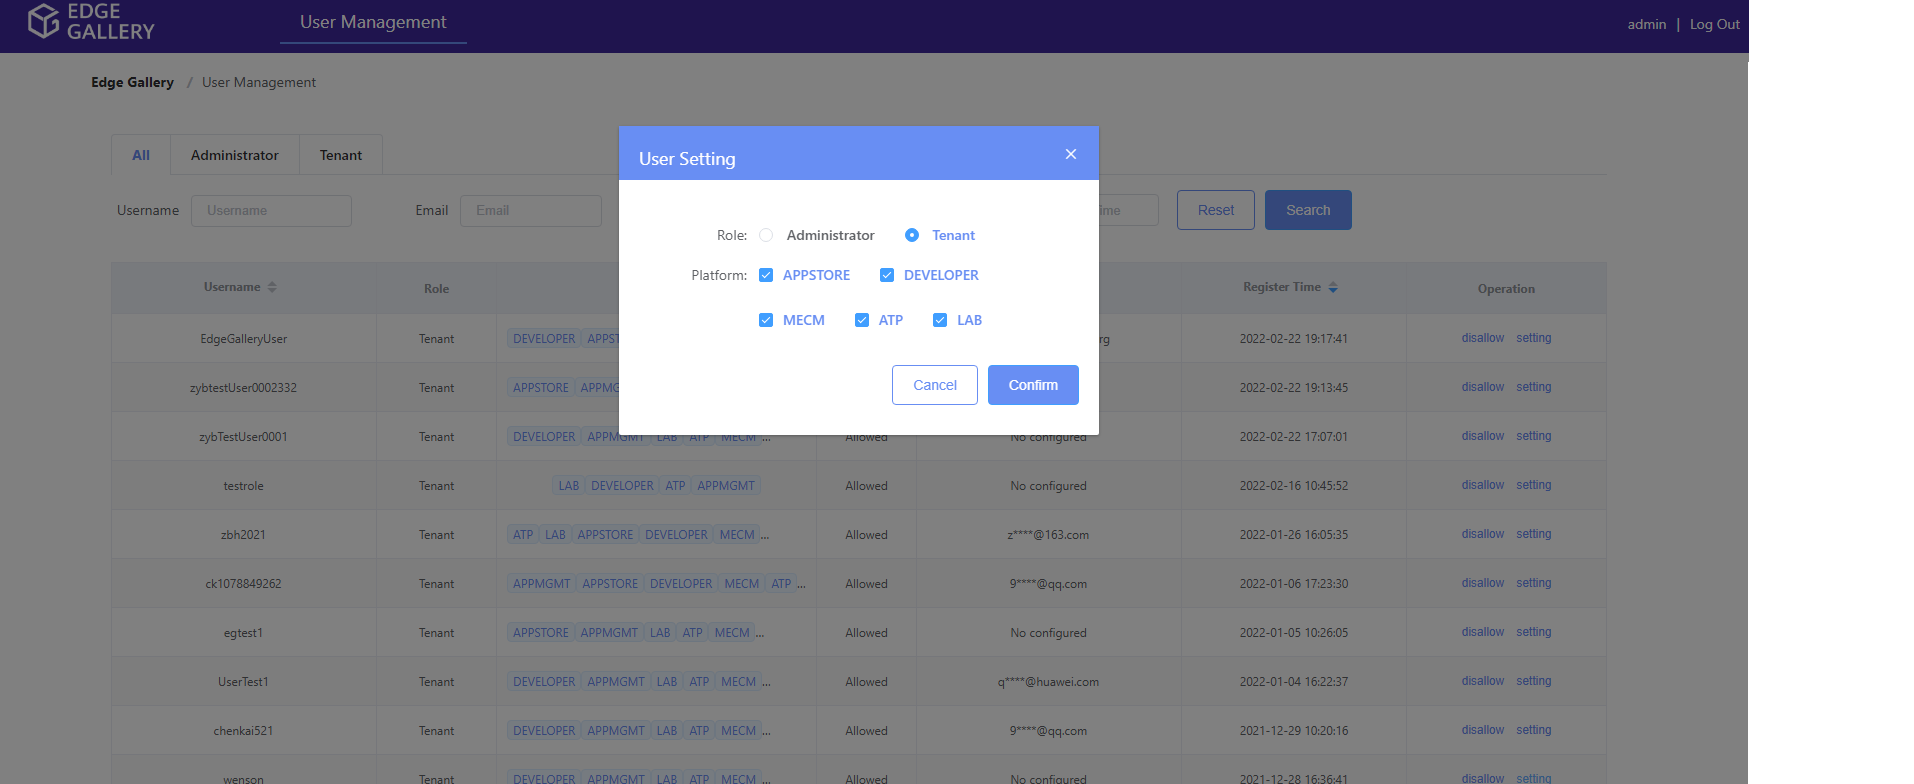 EDGE
GALLERY
User Management
admin | Log Out
Edge Gallery / User Management
All Administrator Tenant
User Setting
Username Username Email Email ime Reset Search
Role: Administrator Tenant
Platform: APPSTORE DEVELOPER
MECM ATP LAB
Cancel Confirm
Username Role Register Time Operation
EdgeGalleryUser Tenant DEVELOPER APPST rg 2022-02-22 19:17:41 disallow setting
zybtestUser0002332 Tenant APPSTORE APPMG 2022-02-22 19:13:45 disallow setting
zybTestUser0001 Tenant DEVELOPER APPMGMT LAB ATP MECM ... Allowed No configured 2022-02-22 17:07:01 disallow setting
testrole Tenant LAB DEVELOPER ATP APPMGMT Allowed No configured 2022-02-16 10:45:52 disallow setting
zbh2021 Tenant ATP LAB APPSTORE DEVELOPER MECM ... Allowed z****@163.com 2022-01-26 16:05:35 disallow setting
ck1078849262 Tenant APPMGMT APPSTORE DEVELOPER MECM ATP ... Allowed 9****@qq.com 2022-01-06 17:23:30 disallow setting
egtest1 Tenant APPSTORE APPMGMT LAB ATP MECM ... Allowed No configured 2022-01-05 10:26:05 disallow setting
UserTest1 Tenant DEVELOPER APPMGMT LAB ATP MECM ... Allowed q****@huawei.com 2022-01-04 16:22:37 disallow setting
chenkai521 Tenant DEVELOPER APPMGMT LAB ATP MECM ... Allowed 9****@qq.com 2021-12-29 10:20:16 disallow setting
wenson Tenant DEVELOPER APPMGMT LAB ATP MECM ... Allowed No configured 2021-12-28 16:36:41 disallow setting